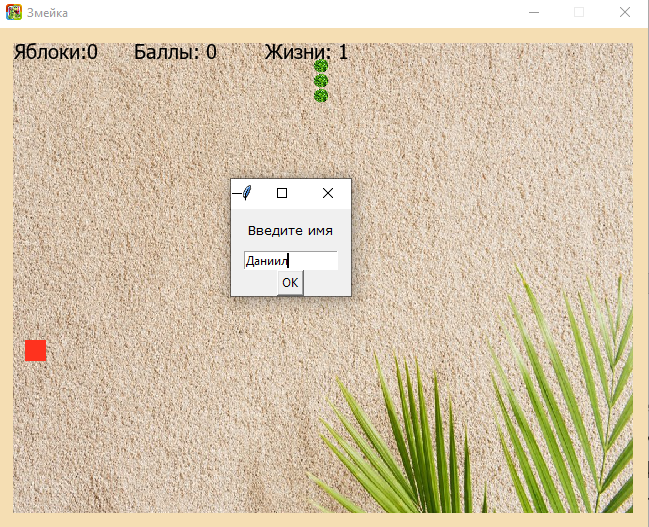 Змейка
Яблоки:0 Баллы: 0 Жизни: 1
Введите имя
Даниил
OK